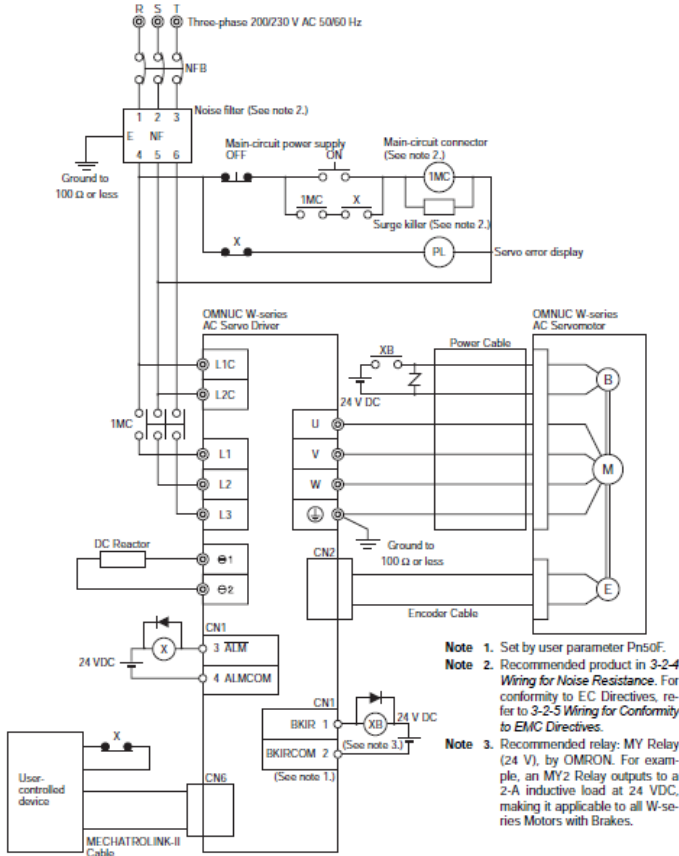 R S T
Three-phase 200/230 V AC 50/60 Hz
NFB
1 2 3
Noise filter (See note 2.)
E NF
4 5 6
Ground to
100 Ω or less
Main-circuit power supply
OFF
ON
Main-circuit connector
(See note 2.)
1MC
1MC
X
Surge killer (See note 2.)
X
PL
Servo error display
OMNUC W-series
AC Servo Driver
OMNUC W-series
AC Servomotor
XB
Power Cable
24 V DC
B
L1C
L2C
1MC
L1
L2
L3
U
V
W
M
DC Reactor
⊖1
⊖2
Ground to
100 Ω or less
CN2
E
Encoder Cable
CN1
X
24 VDC
3 ALM
4 ALMCOM
CN1
BKIR 1
XB
24 V DC
BKIRCOM 2
(See note 3.)
(See note 1.)
X
User-
controlled
device
CN6
MECHATROLINK-II
Cable
Note 1. Set by user parameter Pn50F.
Note 2. Recommended product in 3-2-4
Wiring for Noise Resistance. For
conformity to EC Directives, re-
fer to 3-2-5 Wiring for Conformity
to EMC Directives.
Note 3. Recommended relay: MY Relay
(24 V), by OMRON. For exam-
ple, an MY2 Relay outputs to a
2-A inductive load at 24 VDC,
making it applicable to all W-se-
ries Motors with Brakes.